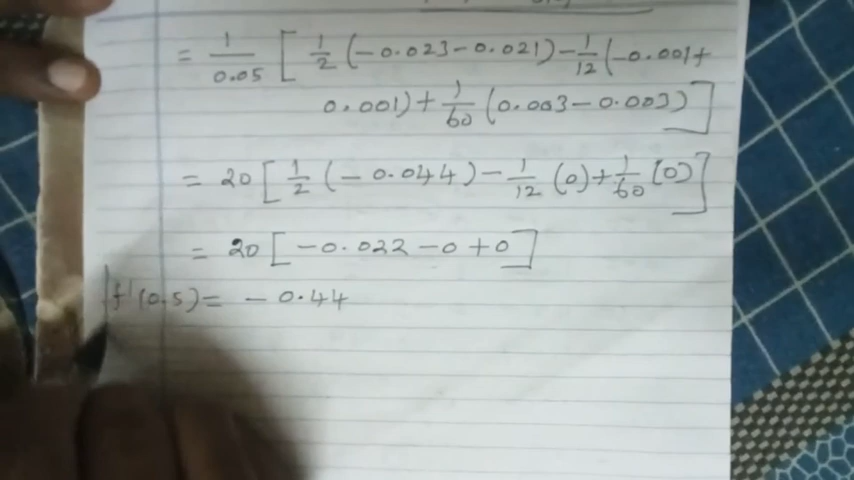 = 1/0.05 [ 1/2 (-0.023-0.021) - 1/12 (-0.001+
0.001) + 1/60 (0.003-0.003) ]
= 20 [ 1/2 (-0.044) - 1/12 (0) + 1/60 [0) ]
= 20 [ -0.022 - 0 + 0 ]
f'(0.5) = - 0.44